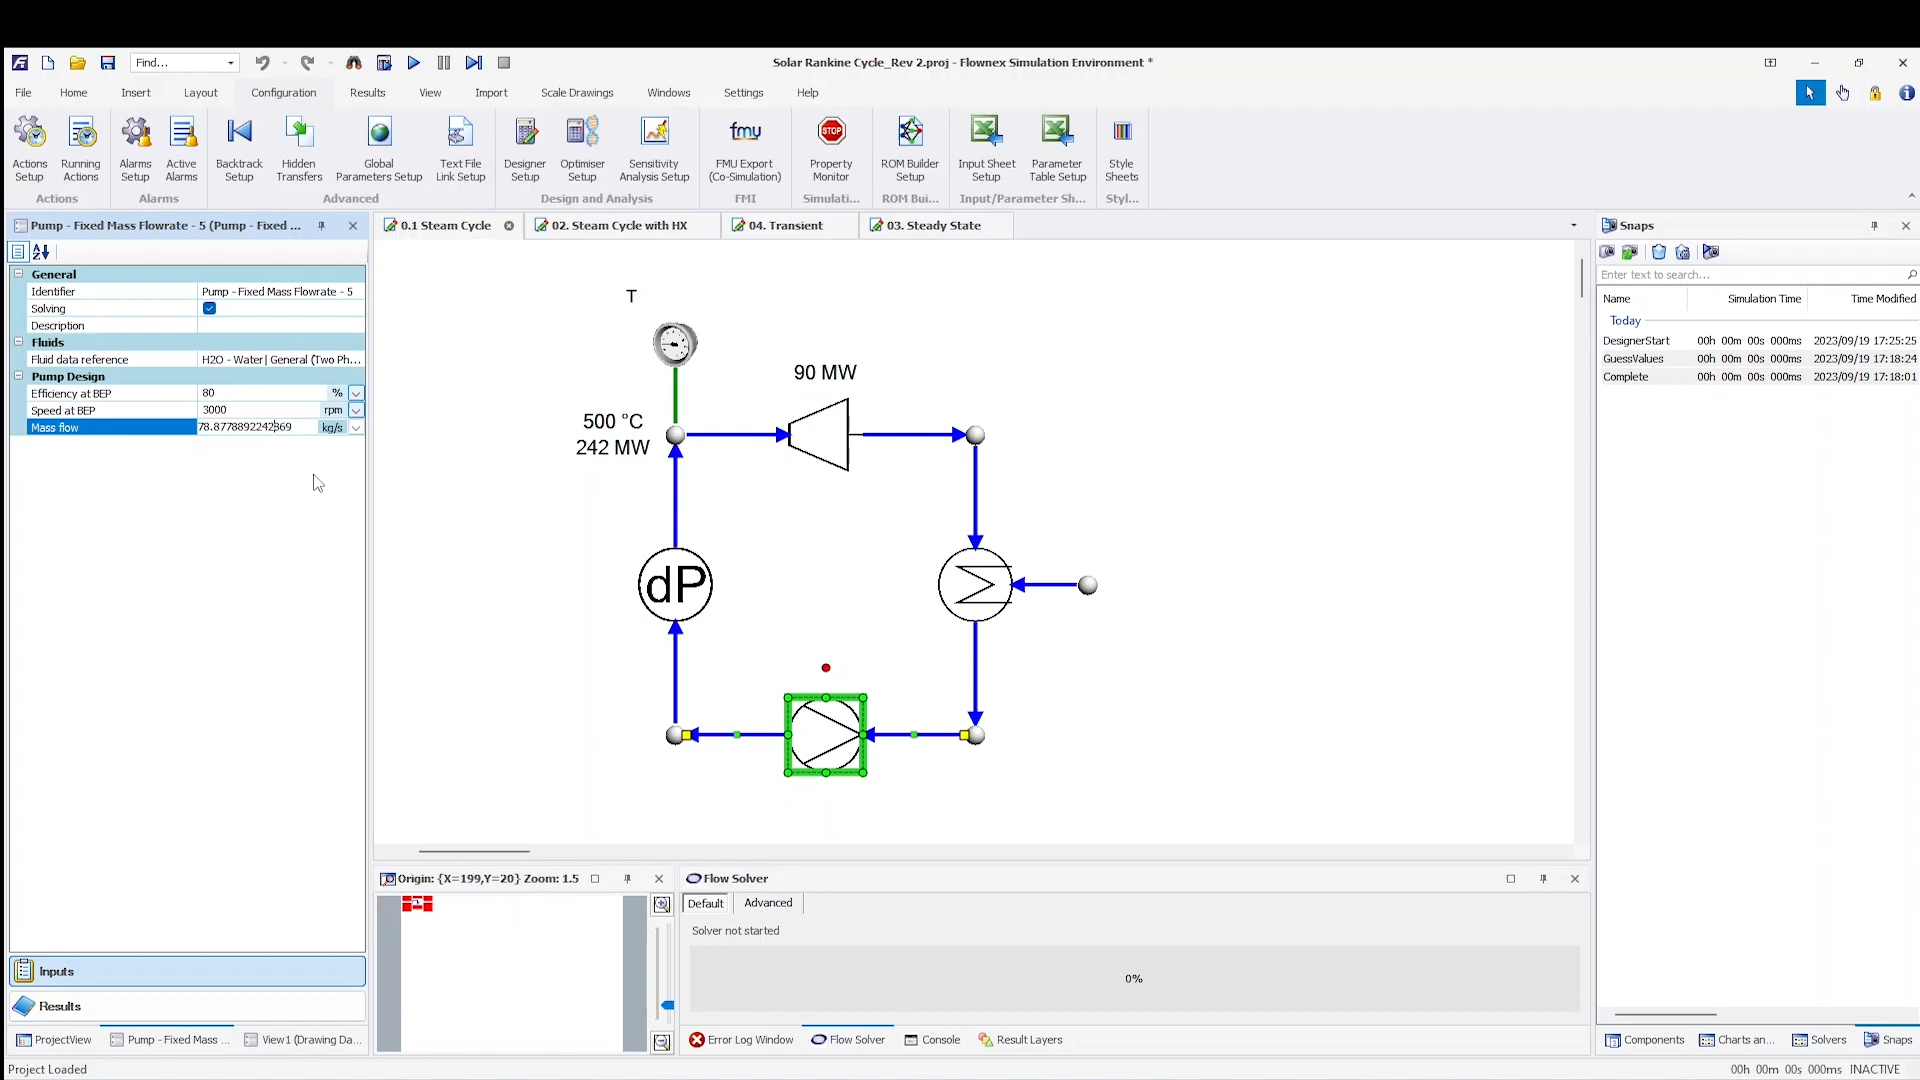 Find...
Solar Rankine Cycle_Rev 2.proj - Flownex Simulation Environment *
File Home Insert Layout Configuration Results View Import Scale Drawings Windows Settings Help
Actions Setup
Running Actions
Actions
Alarms Setup
Active Alarms
Alarms
Backtrack Setup
Hidden Transfers
Global Parameters Setup
Text File Link Setup
Advanced
Designer Setup
Optimiser Setup
Sensitivity Analysis Setup
Design and Analysis
fmu
FMU Export (Co-Simulation)
FMI
STOP
Property Monitor
Simulati...
ROM Builder Setup
ROM Bui...
Input Sheet Setup
Parameter Table Setup
Input/Parameter Sh...
Style Sheets
Styl...
Pump - Fixed Mass Flowrate - 5 (Pump - Fixed ...
General
Identifier Pump - Fixed Mass Flowrate - 5
Solving
Description
Fluids
Fluid data reference H2O - Water| General (Two Ph...
Pump Design
Efficiency at BEP 80 %
Speed at BEP 3000 rpm
Mass flow 78.8778892242369 kg/s
Inputs
Results
ProjectView Pump - Fixed Mass ... View1 (Drawing Da...
0.1 Steam Cycle 02. Steam Cycle with HX 04. Transient 03. Steady State
T
90 MW
500 °C
242 MW
dP
Origin: {X=199,Y=20} Zoom: 1.5
Flow Solver
Default Advanced
Solver not started
0%
Error Log Window Flow Solver Console Result Layers
Snaps
Enter text to search...
Name Simulation Time Time Modified
Today
DesignerStart 00h 00m 00s 000ms 2023/09/19 17:25:25
GuessValues 00h 00m 00s 000ms 2023/09/19 17:18:24
Complete 00h 00m 00s 000ms 2023/09/19 17:18:01
Components Charts an... Solvers Snaps
Project Loaded
00h 00m 00s 000ms INACTIVE